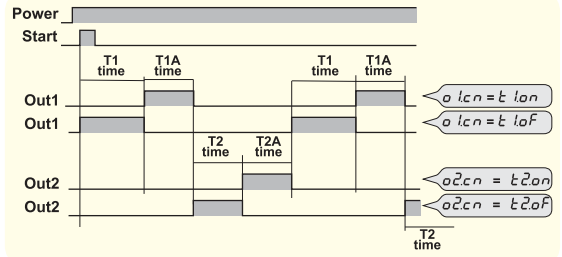 Power
Start
T1 time
T1A time
T1 time
T1A time
Out1
o1.cn = t1.on
Out1
o1.cn = t1.oF
T2 time
T2A time
Out2
o2.cn = t2.on
Out2
o2.cn = t2.oF
T2 time